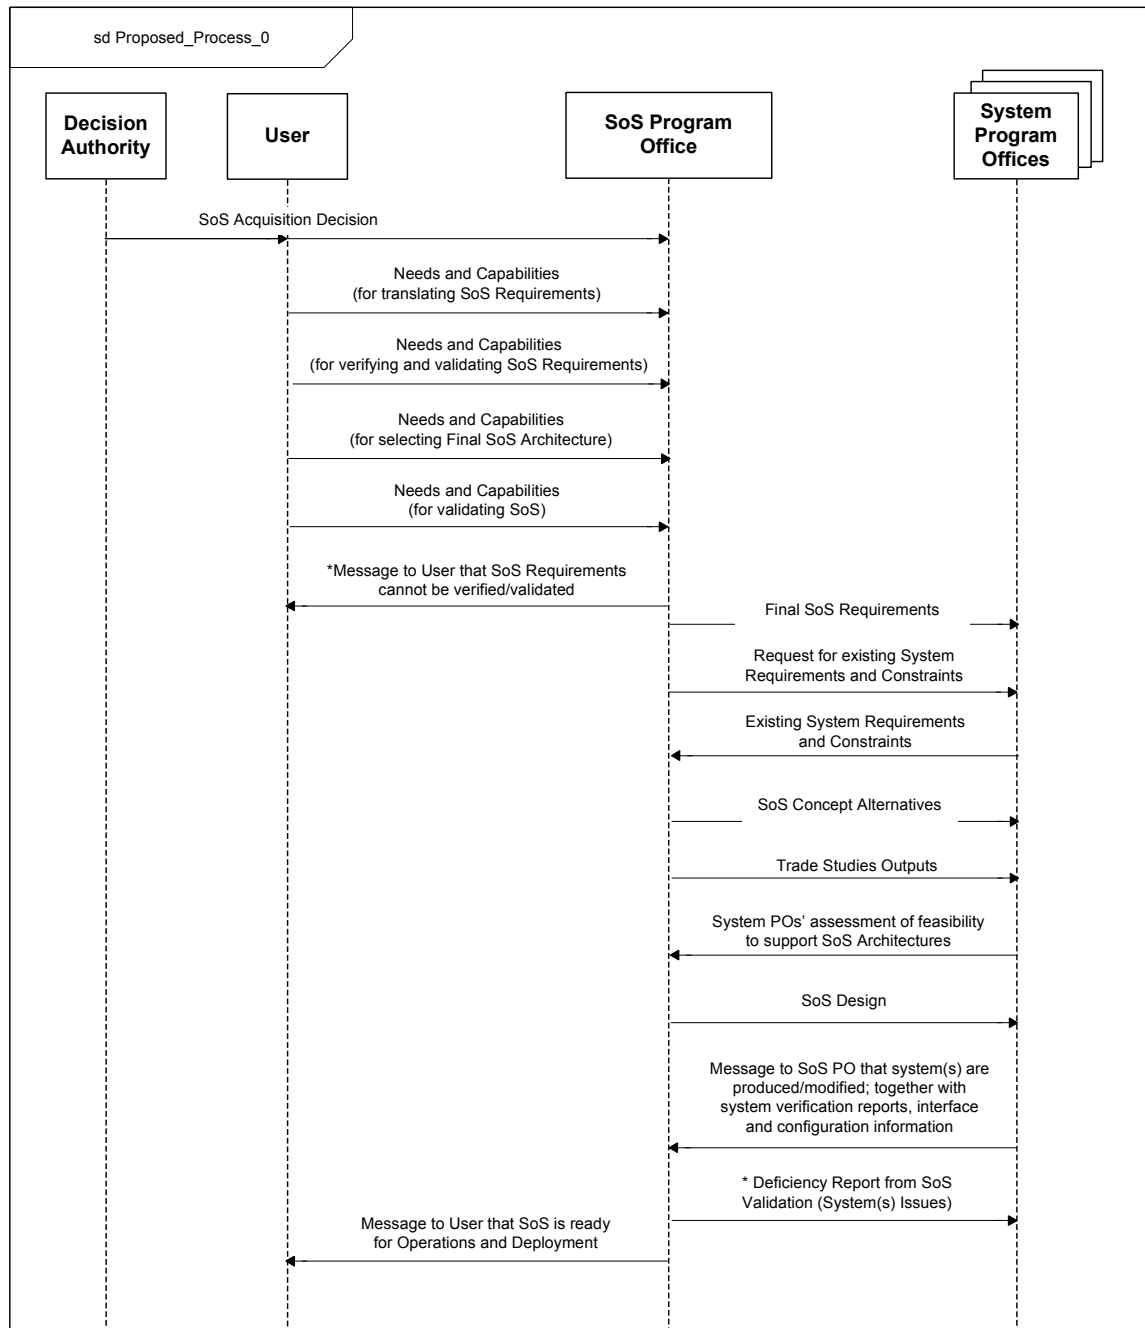 sd Proposed_Process_0
Decision
Authority
User
SoS Program
Office
System
Program
Offices
SoS Acquisition Decision
Needs and Capabilities
(for translating SoS Requirements)
Needs and Capabilities
(for verifying and validating SoS Requirements)
Needs and Capabilities
(for selecting Final SoS Architecture)
Needs and Capabilities
(for validating SoS)
*Message to User that SoS Requirements
cannot be verified/validated
Final SoS Requirements
Request for existing System
Requirements and Constraints
Existing System Requirements
and Constraints
SoS Concept Alternatives
Trade Studies Outputs
System POs’ assessment of feasibility
to support SoS Architectures
SoS Design
Message to SoS PO that system(s) are
produced/modified; together with
system verification reports, interface
and configuration information
* Deficiency Report from SoS
Validation (System(s) Issues)
Message to User that SoS is ready
for Operations and Deployment